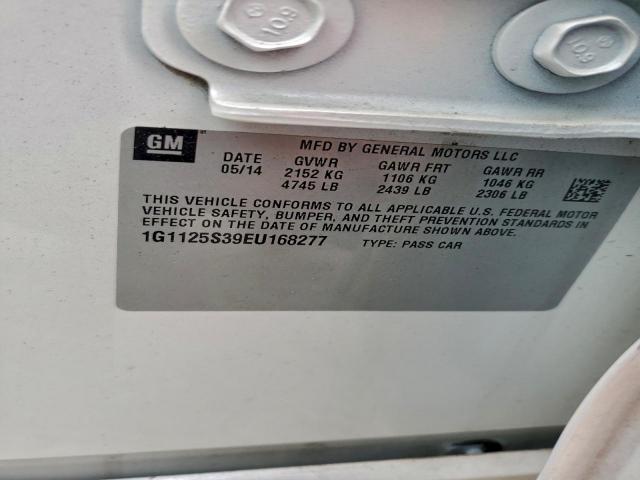 10.9
10.9
GM
MFD BY GENERAL MOTORS LLC
DATE GVWR GAWR FRT GAWR RR
05/14 2152 KG 1106 KG 1046 KG
4745 LB 2439 LB 2306 LB
THIS VEHICLE CONFORMS TO ALL APPLICABLE U.S. FEDERAL MOTOR
VEHICLE SAFETY, BUMPER, AND THEFT PREVENTION STANDARDS IN
EFFECT ON THE DATE OF MANUFACTURE SHOWN ABOVE.
1G1125S39EU168277 TYPE: PASS CAR